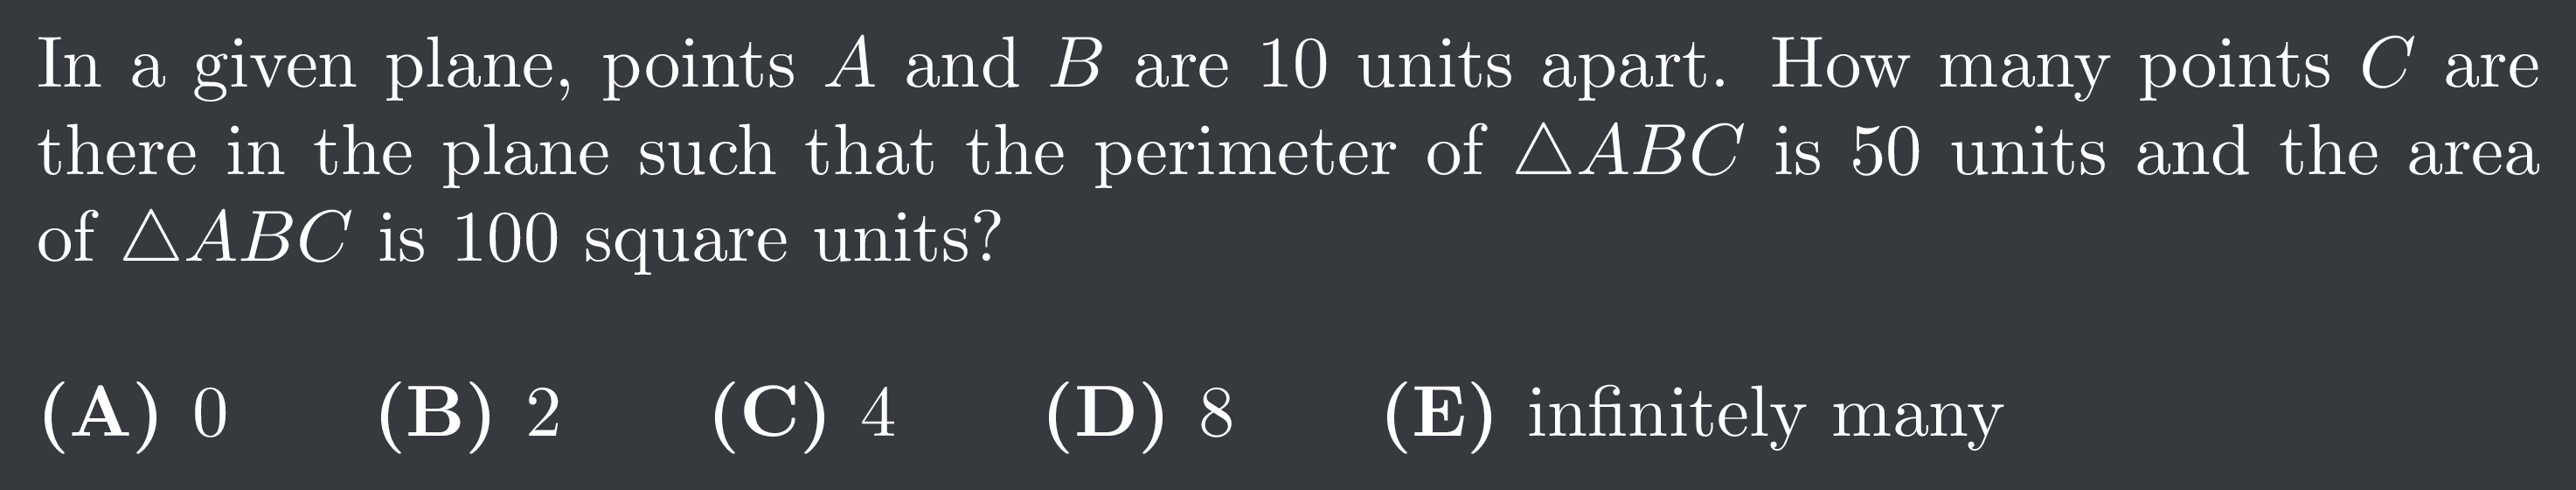 In a given plane, points A and B are 10 units apart. How many points C are
there in the plane such that the perimeter of △ABC is 50 units and the area
of △ABC is 100 square units?
(A) 0 (B) 2 (C) 4 (D) 8 (E) infinitely many